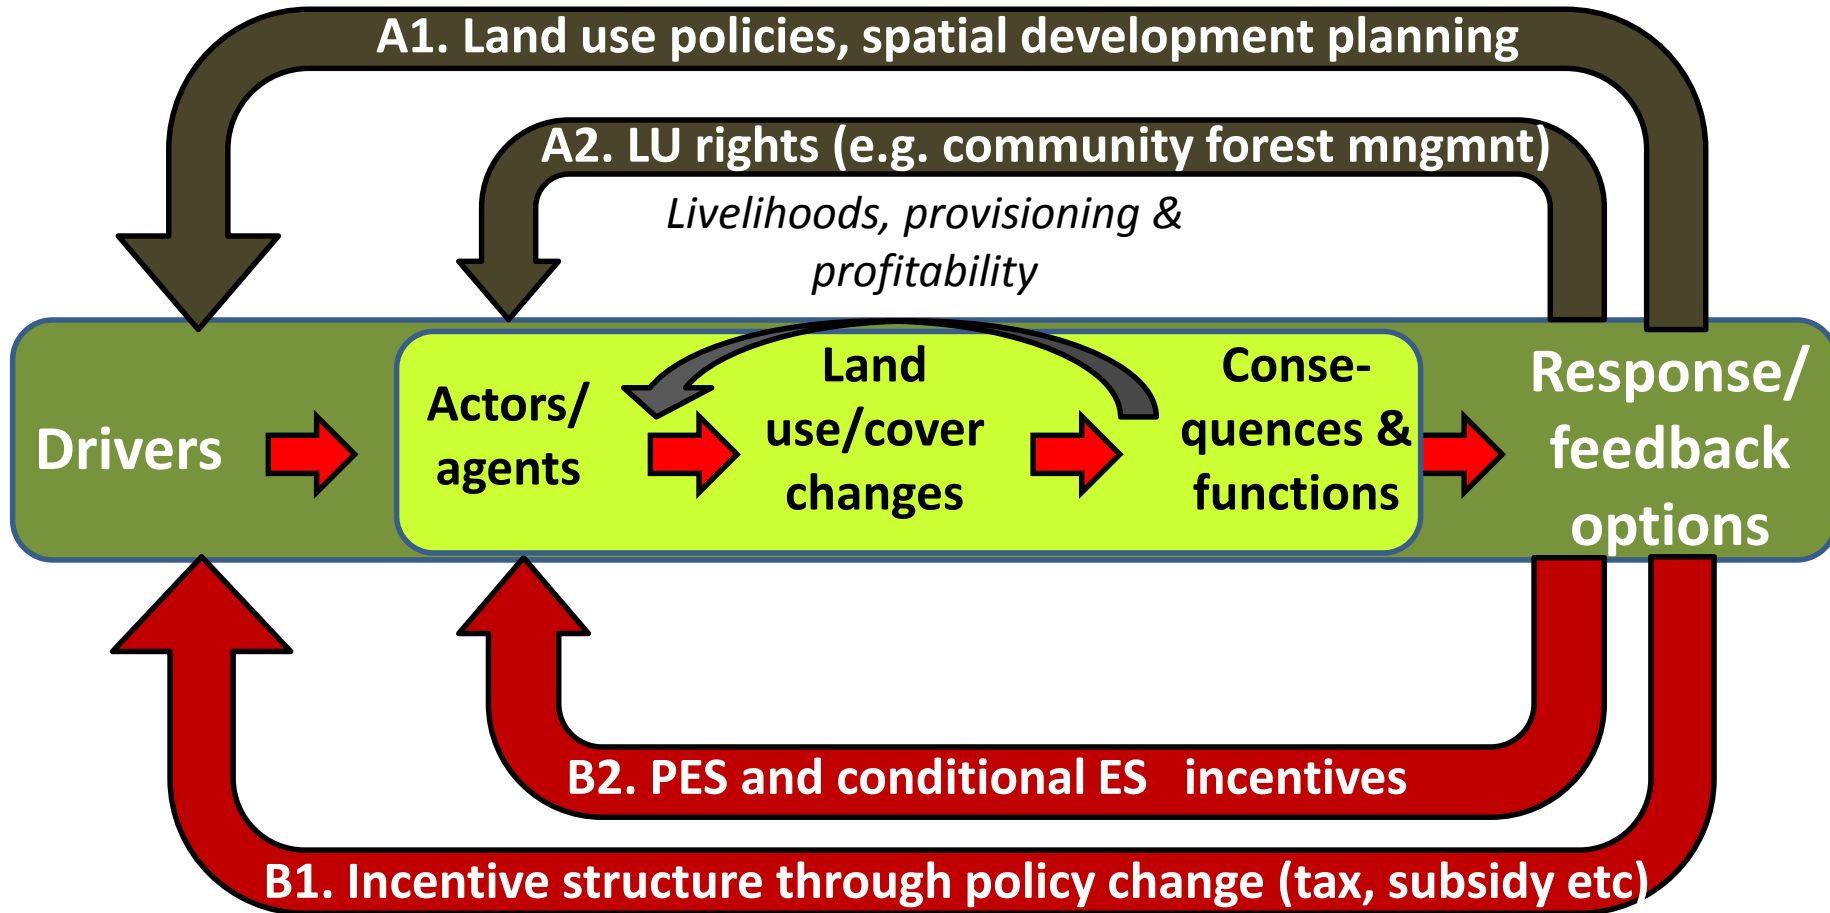 A1. Land use policies, spatial development planning
A2. LU rights (e.g. community forest mngmnt)
Livelihoods, provisioning &
profitability
Drivers
Actors/
agents
Land
use/cover
changes
Conse-
quences &
functions
Response/
feedback
options
B2. PES and conditional ES   incentives
B1. Incentive structure through policy change (tax, subsidy etc)